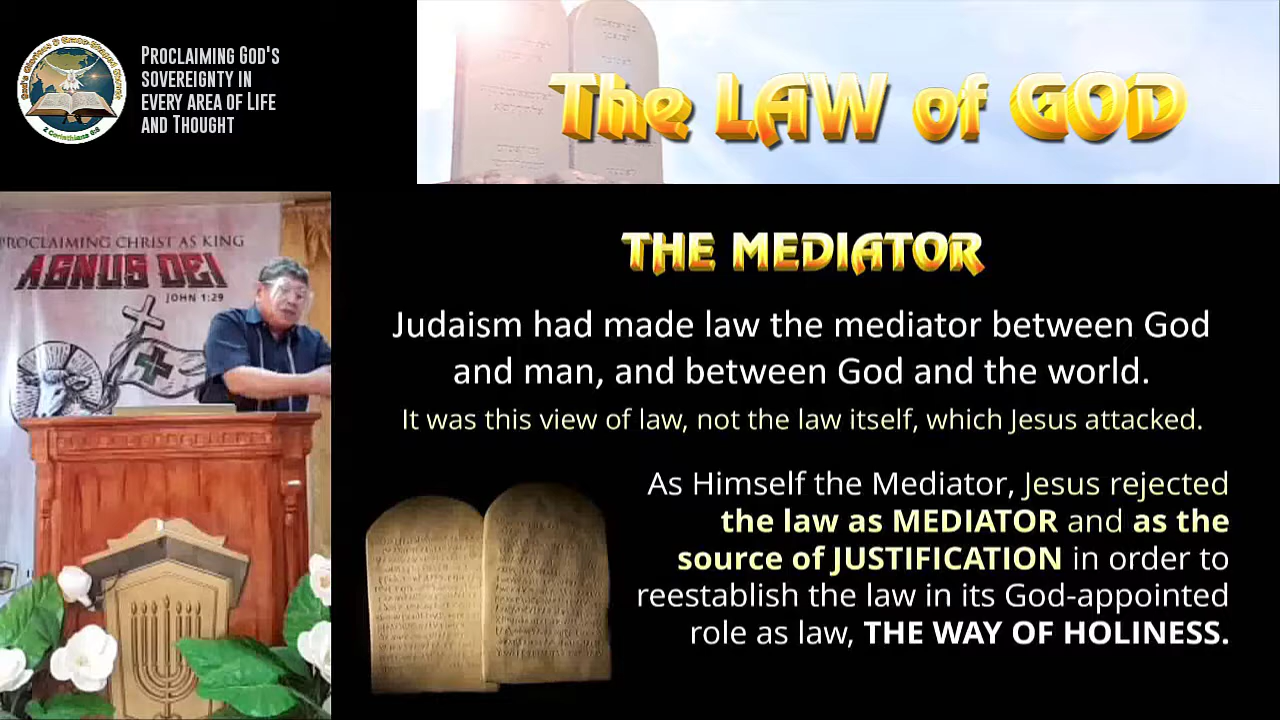 PROCLAIMING GOD'S
SOVEREIGNTY IN
EVERY AREA OF LIFE
AND THOUGHT
2 Corinthians
The LAW of GOD
PROCLAIMING CHRIST AS KING
AGNUS DEI
JOHN 1:29
THE MEDIATOR
Judaism had made law the mediator between God
and man, and between God and the world.
It was this view of law, not the law itself, which Jesus attacked.
As Himself the Mediator, Jesus rejected
the law as MEDIATOR and as the
source of JUSTIFICATION in order to
reestablish the law in its God-appointed
role as law, THE WAY OF HOLINESS.